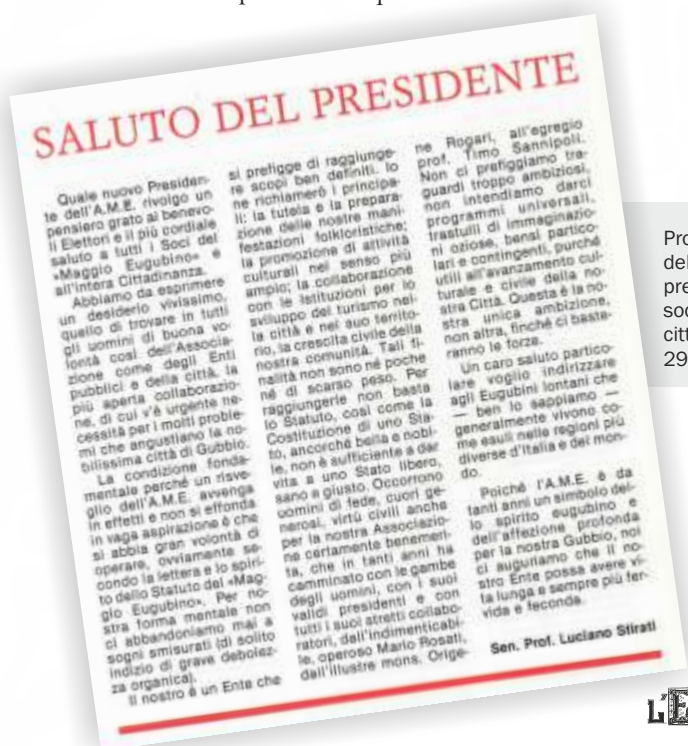 SALUTO DEL PRESIDENTE
Quale nuovo Presiden-
te dell'A.M.E. rivolgo un
pensiero grato ai benevo-
li Elettori e il più cordiale
saluto a tutti i Soci del
«Maggio Eugubino» e
all'intera Cittadinanza.
Abbiamo da esprimere
un desiderio vivissimo,
quello di trovare in tutti
gli uomini di buona vo-
lontà così dell'Associa-
zione come degli Enti
pubblici e della città, la
più aperta collaborazio-
ne, di cui v'è urgente ne-
cessità per i molti proble-
mi che angustiano la no-
bilissima città di Gubbio.
La condizione fonda-
mentale perché un risve-
glio dell'A.M.E. avvenga
in effetti e non si effonda
in vaga aspirazione è che
si abbia gran volontà di
operare, ovviamente se-
condo la lettera e lo spiri-
to dello Statuto del «Mag-
gio Eugubino». Per no-
stra forma mentale non
ci abbandoniamo mai a
sogni smisurati (di solito
indizio di grave debolez-
za organica).
Il nostro è un Ente che
si prefigge di raggiunge-
re scopi ben definiti. Io
ne richiamerò i principa-
li: la tutela e la prepara-
zione delle nostre mani-
festazioni folkloristiche;
la promozione di attività
culturali nel senso più
ampio; la collaborazione
con le Istituzioni per lo
sviluppo del turismo nel-
la città e nel suo territo-
rio, la crescita civile della
nostra comunità. Tali fi-
nalità non sono né poche
né di scarso peso. Per
raggiungerle non basta
lo Statuto, così come la
Costituzione di uno Sta-
to, ancorché bella e nobi-
le, non è sufficiente a dar
vita a uno Stato libero,
sano e giusto. Occorrono
uomini di fede, cuori ge-
nerosi, virtù civili anche
per la nostra Associazio-
ne certamente benemeri-
ta, che in tanti anni ha
camminato con le gambe
degli uomini, con i suoi
validi presidenti e con
tutti i suoi stretti collabo-
ratori, dall'indimenticabi-
le, operoso Mario Rosati,
dall'illustre mons. Orige-
ne Rogari, all'egregio
prof. Timo Sannipoli.
Non ci prefiggiamo tra-
guardi troppo ambiziosi,
non intendiamo darci
programmi universali,
trastulli di immaginazio-
ni oziose, bensì partico-
lari e contingenti, purché
utili all'avanzamento cul-
turale e civile della no-
stra Città. Questa è la no-
stra unica ambizione,
non altra, finché ci baste-
ranno le forze.
Un caro saluto partico-
lare voglio indirizzare
agli Eugubini lontani che
— ben lo sappiamo —
generalmente vivono co-
me esuli nelle regioni più
diverse d'Italia e del mon-
do.
Poiché l'A.M.E. è da
tanti anni un simbolo del-
lo spirito eugubino e
dell'affezione profonda
per la nostra Gubbio, noi
ci auguriamo che il no-
stro Ente possa avere vi-
ta lunga e sempre più fer-
vida e feconda.
Sen. Prof. Luciano Stirati
Pro
del
pre
soc
citt
29
L'E